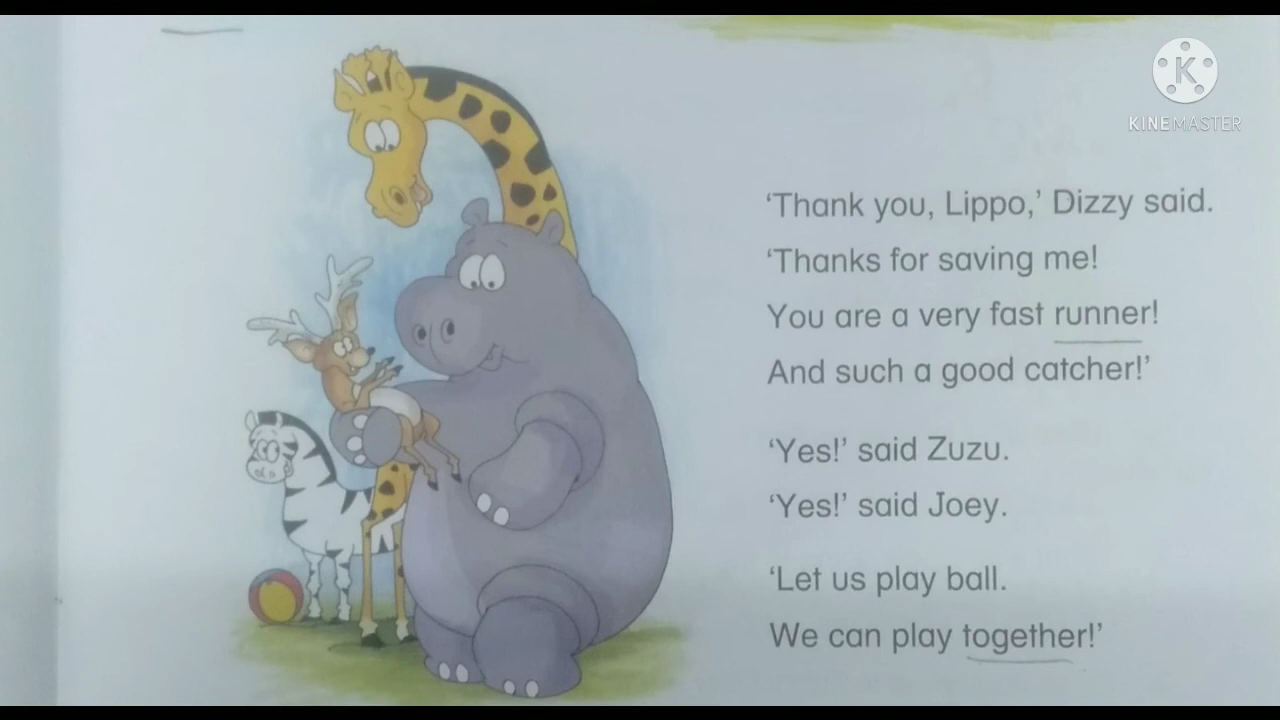 KINEMASTER
‘Thank you, Lippo,’ Dizzy said.
‘Thanks for saving me!
You are a very fast runner!
And such a good catcher!’
‘Yes!’ said Zuzu.
‘Yes!’ said Joey.
‘Let us play ball.
We can play together!’